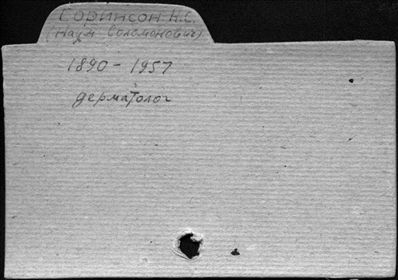 Соринсон Н.С.
(Наум Соломонович)
1890-1957
дерматолог